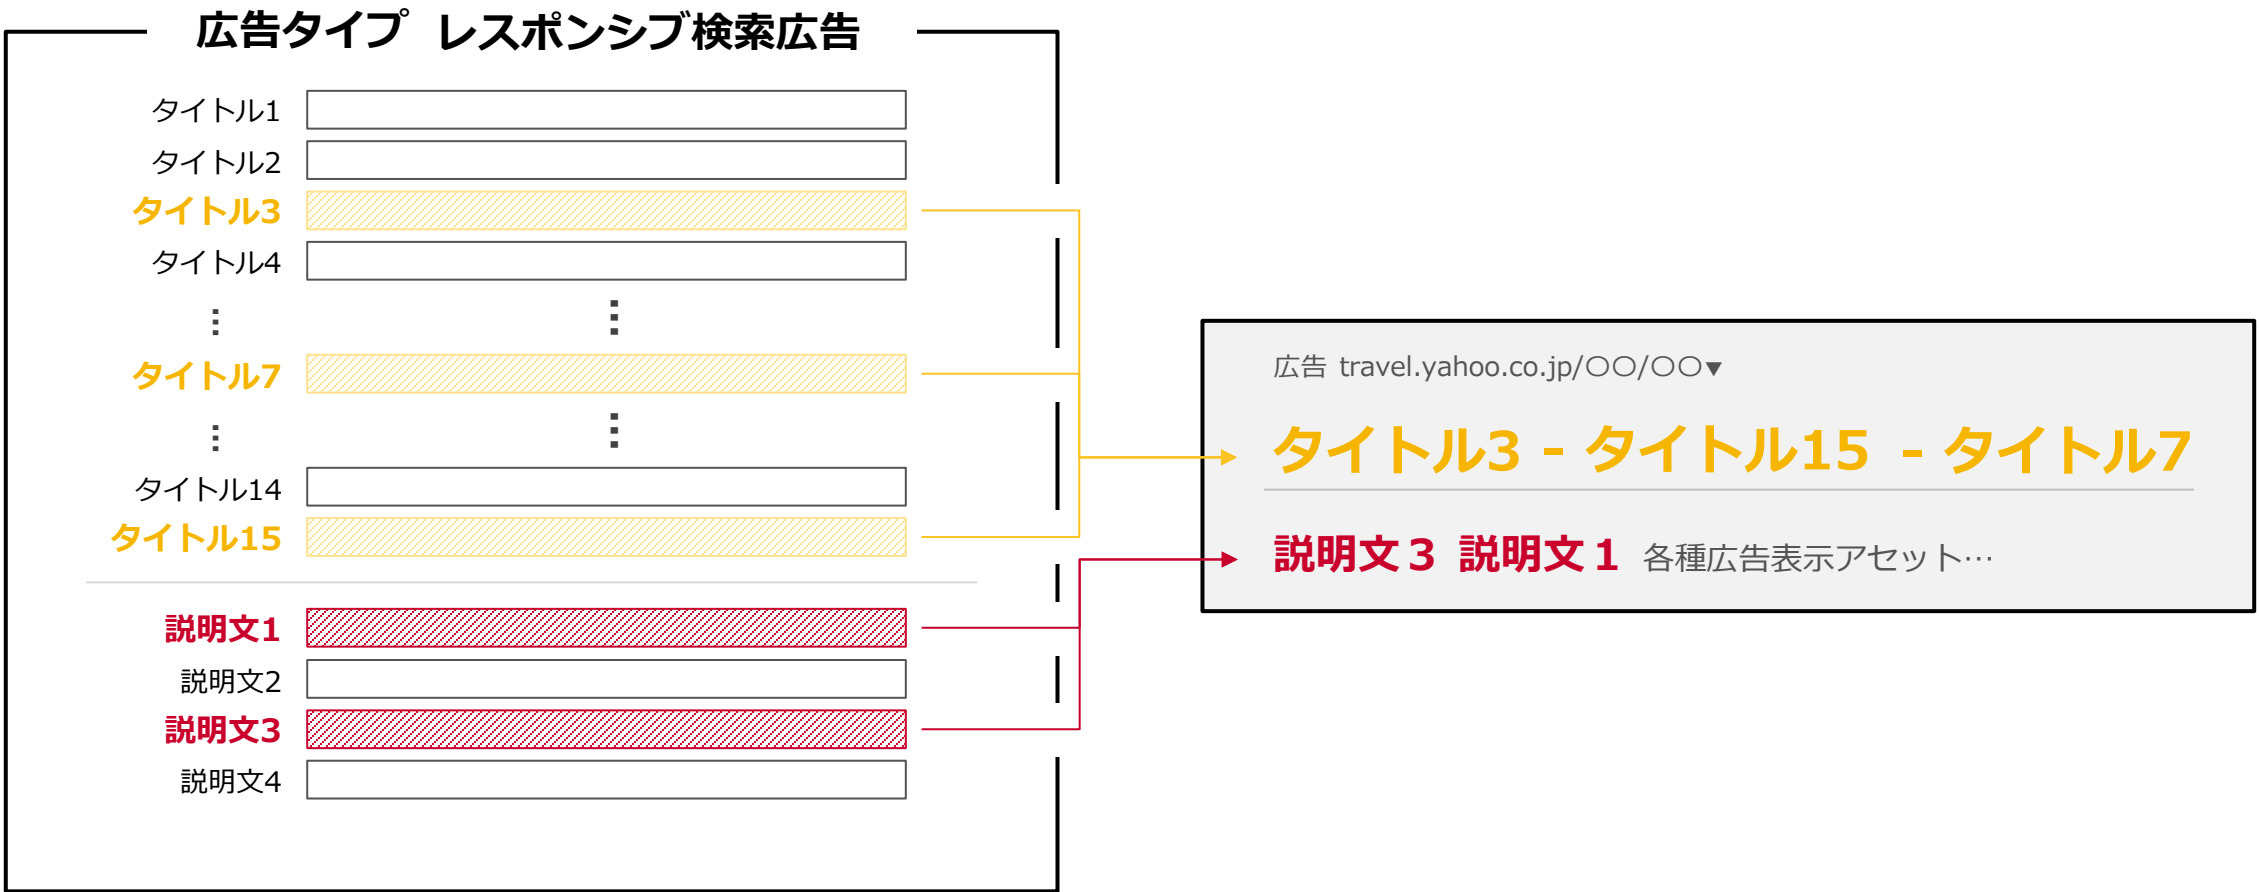 広告タイプ レスポンシブ検索広告
タイトル1
タイトル2
タイトル3
タイトル4
⋮ ⋮
タイトル7
⋮ ⋮
タイトル14
タイトル15
説明文1
説明文2
説明文3
説明文4
広告 travel.yahoo.co.jp/〇〇/〇〇▼
タイトル3 - タイトル15 - タイトル7
説明文３ 説明文１ 各種広告表示アセット…